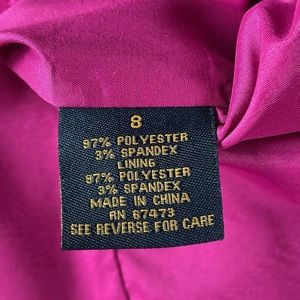 8
97% POLYESTER
3% SPANDEX
LINING
97% POLYESTER
3% SPANDEX
MADE IN CHINA
RN 67473
SEE REVERSE FOR CARE